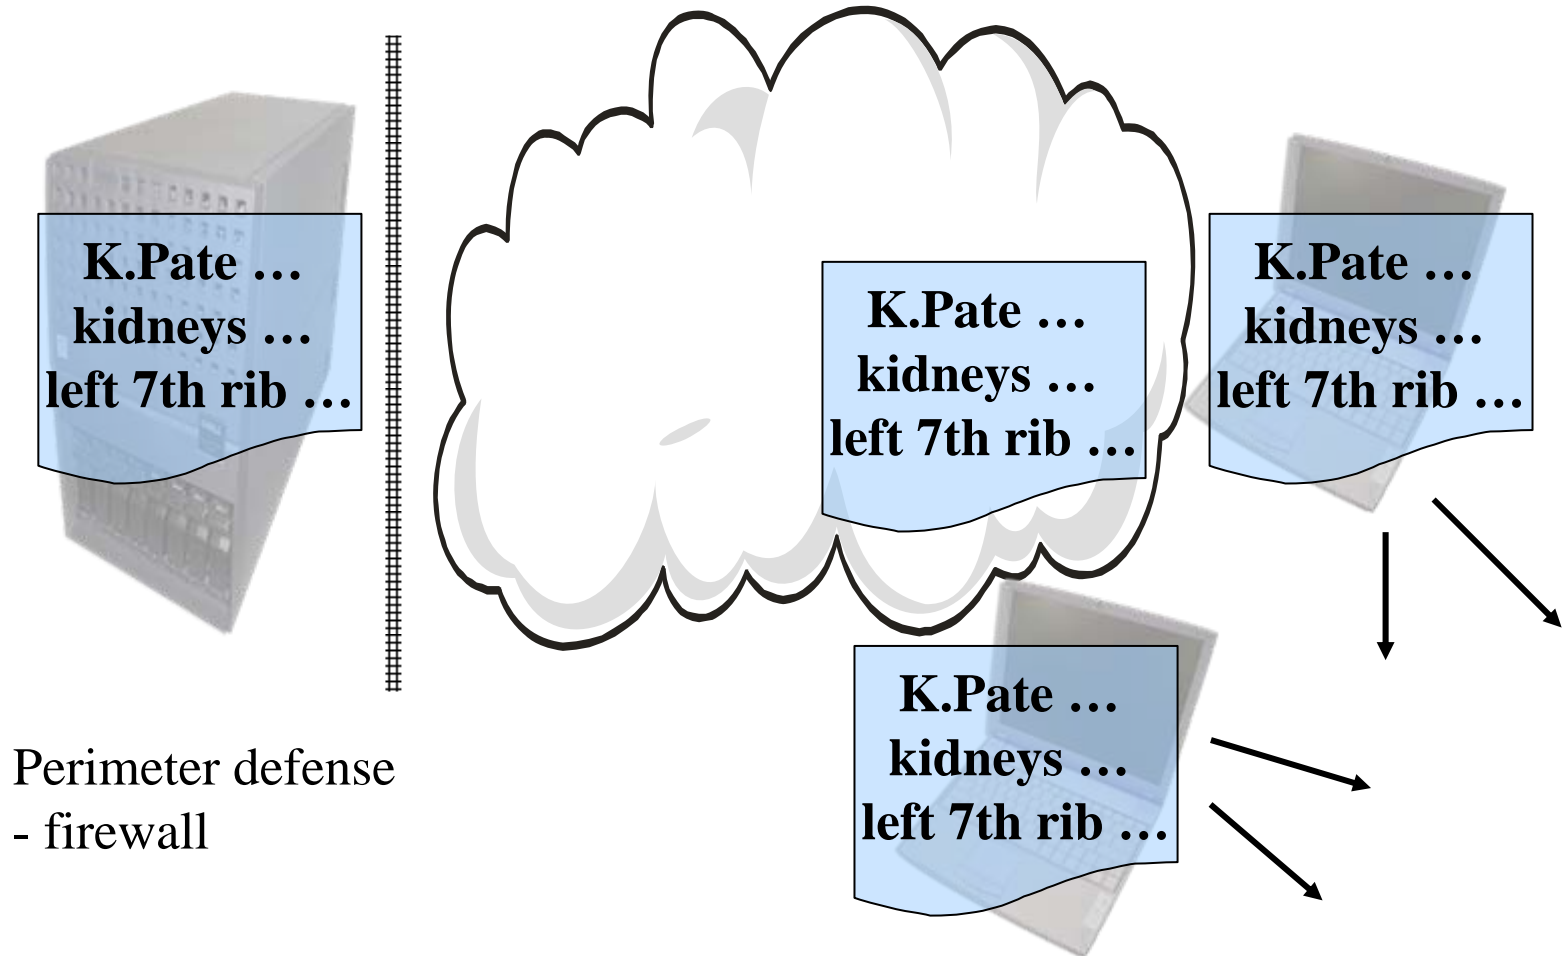 K.Pate …
kidneys …
left 7th rib …
K.Pate …
kidneys …
left 7th rib …
K.Pate …
kidneys …
left 7th rib …
K.Pate …
kidneys …
left 7th rib …
Perimeter defense
- firewall